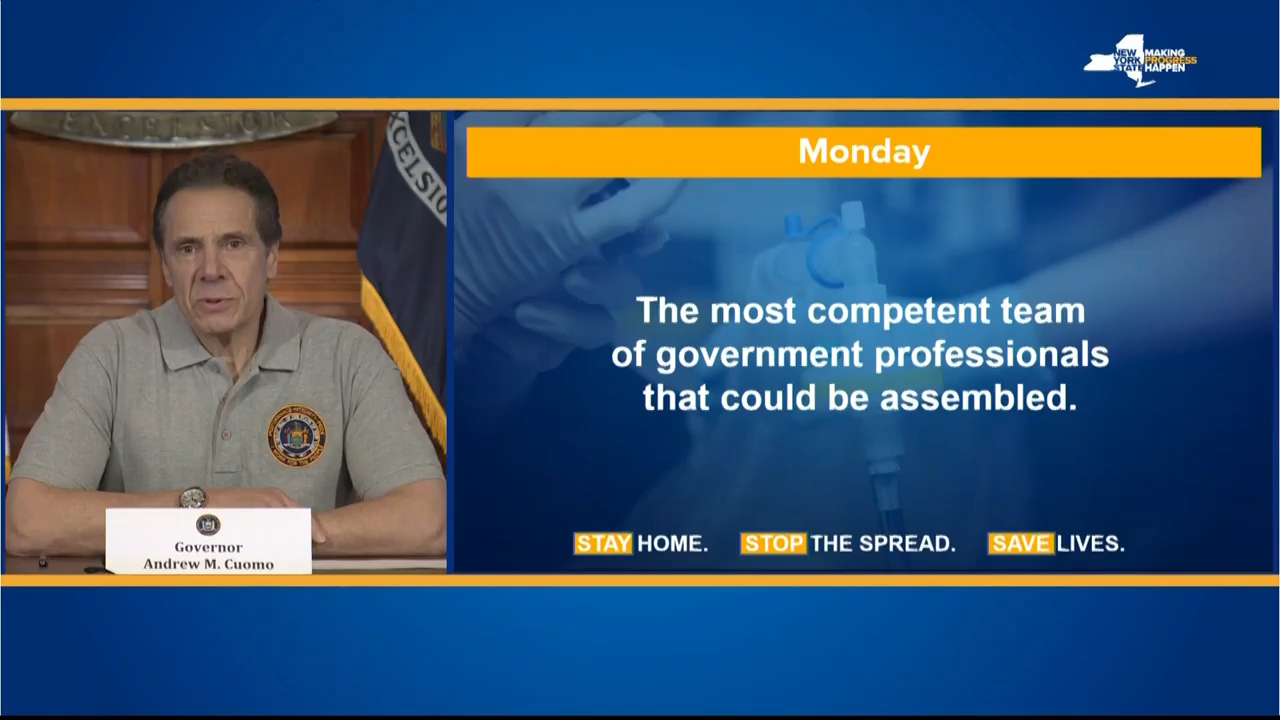 NEW
YORK
STATE
MAKING
PROGRESS
HAPPEN
EXCELSIOR
EXCELSIO
Monday
The most competent team
of government professionals
that could be assembled.
STAY HOME. STOP THE SPREAD. SAVE LIVES.
Governor
Andrew M. Cuomo